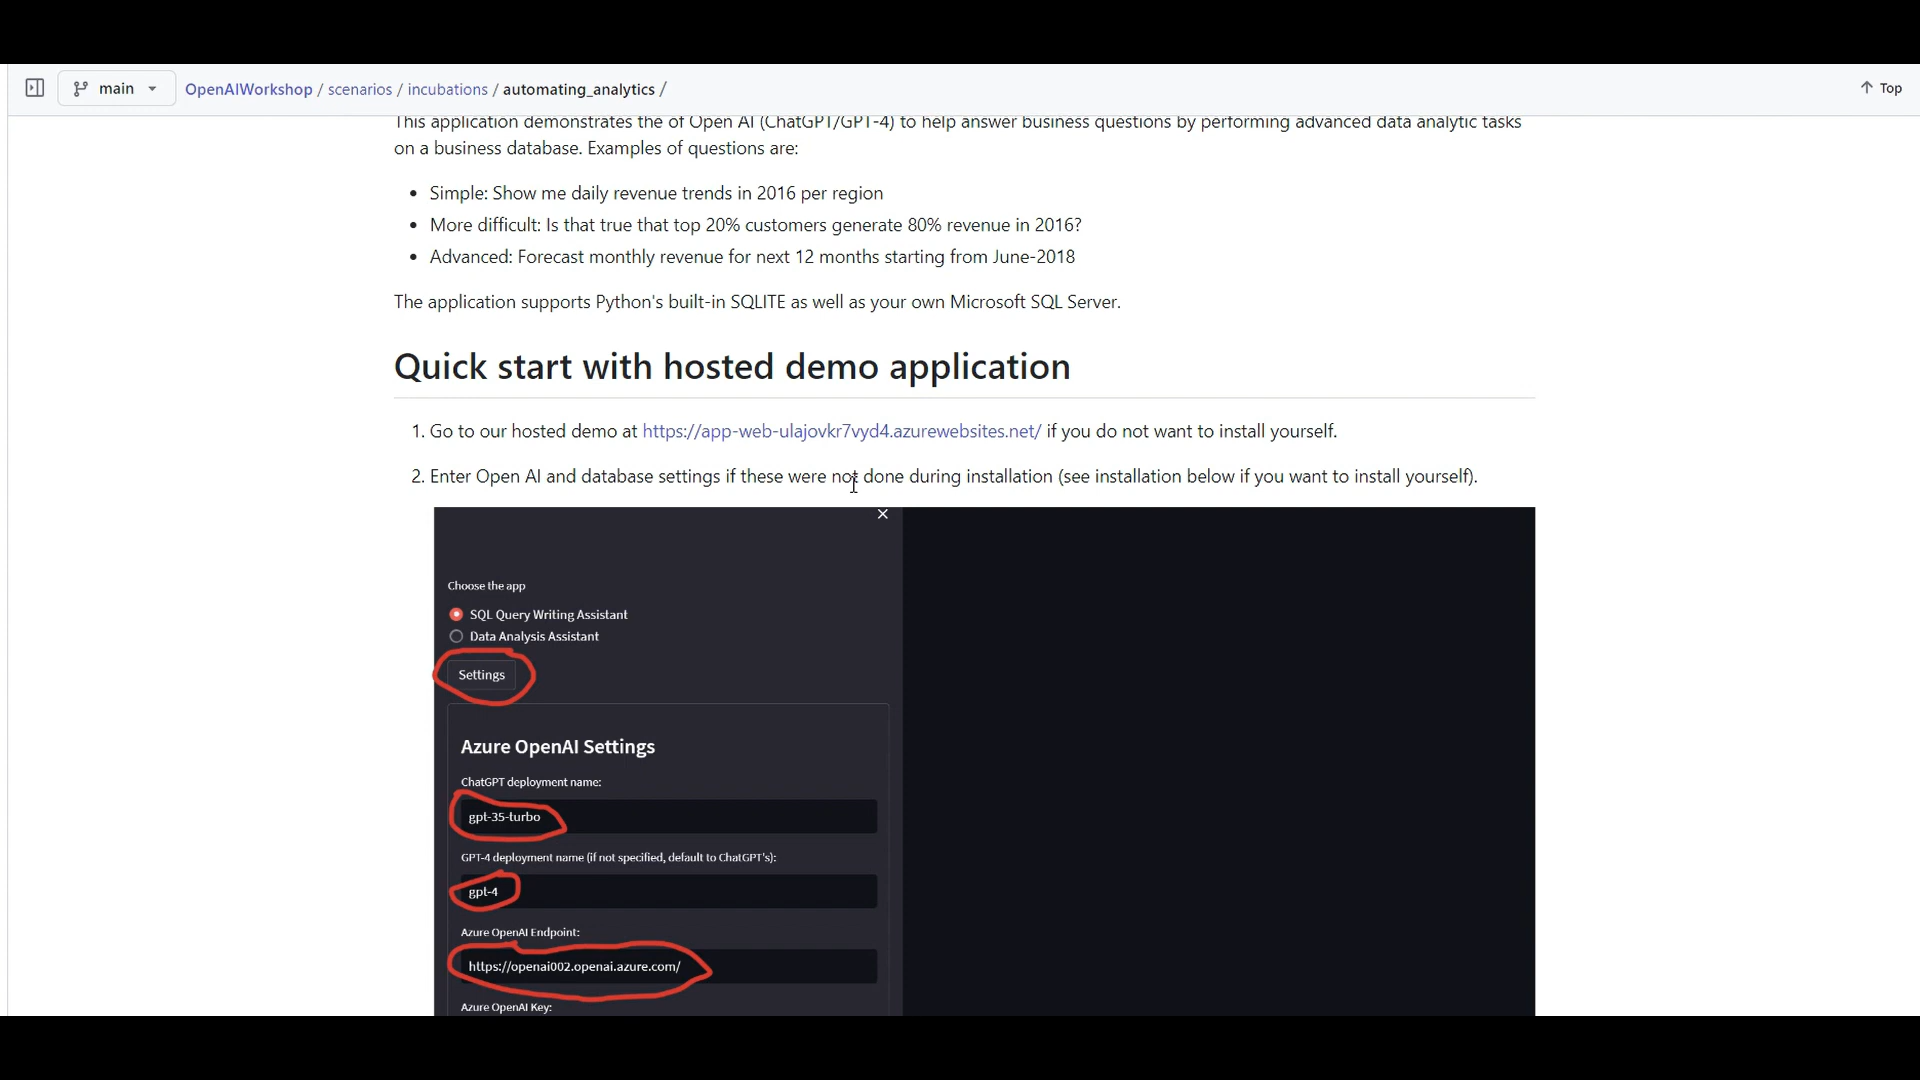 main
OpenAIWorkshop / scenarios / incubations / automating_analytics /
Top
This application demonstrates the of Open AI (ChatGPT/GPT-4) to help answer business questions by performing advanced data analytic tasks
on a business database. Examples of questions are:
• Simple: Show me daily revenue trends in 2016 per region
• More difficult: Is that true that top 20% customers generate 80% revenue in 2016?
• Advanced: Forecast monthly revenue for next 12 months starting from June-2018
The application supports Python's built-in SQLITE as well as your own Microsoft SQL Server.
Quick start with hosted demo application
1. Go to our hosted demo at https://app-web-ulajovkr7vyd4.azurewebsites.net/ if you do not want to install yourself.
2. Enter Open AI and database settings if these were not done during installation (see installation below if you want to install yourself).
Choose the app
SQL Query Writing Assistant
Data Analysis Assistant
Settings
Azure OpenAI Settings
ChatGPT deployment name:
gpt-35-turbo
GPT-4 deployment name (if not specified, default to ChatGPT's):
gpt-4
Azure OpenAI Endpoint:
https://openai002.openai.azure.com/
Azure OpenAI Key: